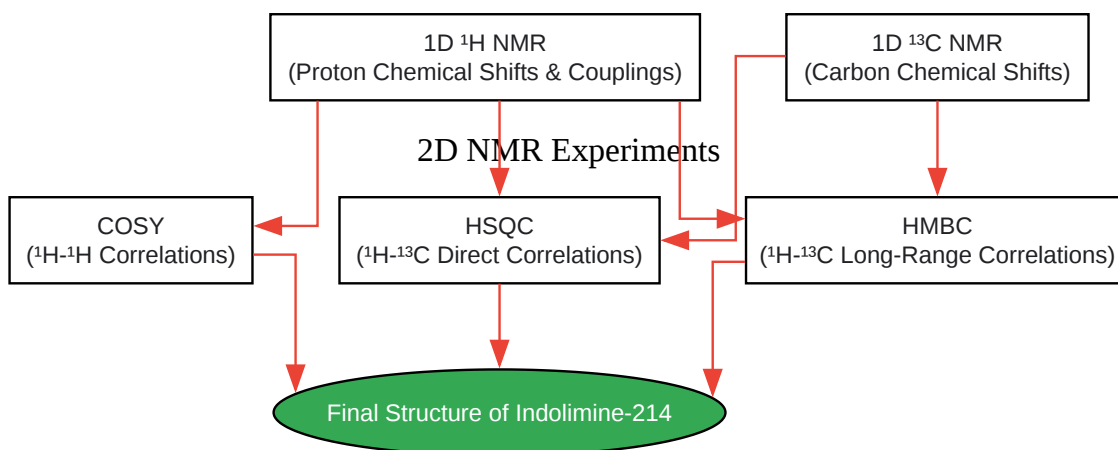 1D ¹H NMR
(Proton Chemical Shifts & Couplings)
1D ¹³C NMR
(Carbon Chemical Shifts)
2D NMR Experiments
COSY
(¹H-¹H Correlations)
HSQC
(¹H-¹³C Direct Correlations)
HMBC
(¹H-¹³C Long-Range Correlations)
Final Structure of Indolimine-214